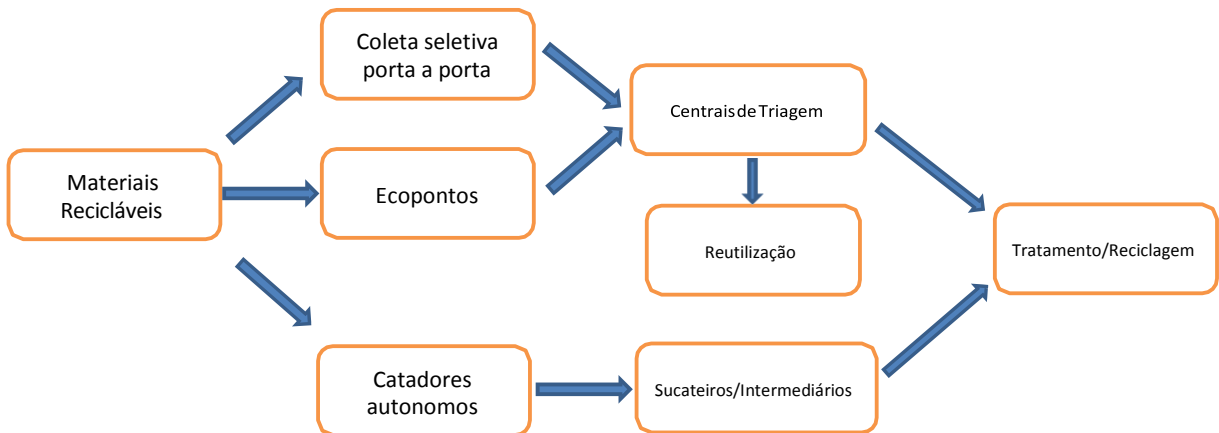 Coleta seletiva
porta a porta
Centrais de Triagem
Materiais
Recicláveis
Ecopontos
Reutilização
Tratamento/Reciclagem
Catadores
autonomos
Sucateiros/Intermediários